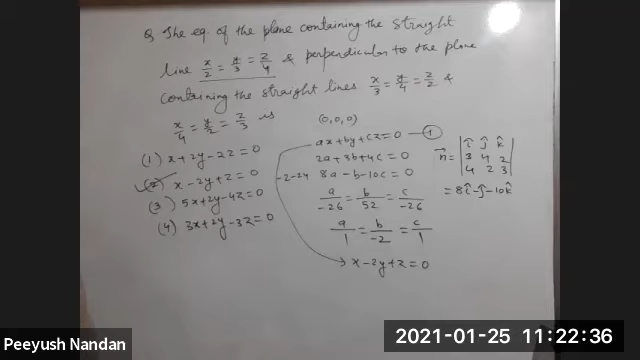 Q The eq. of the plane containing the straight
line x/2 = y/3 = z/4 & perpendicular to the plane
containing the straight lines x/3 = y/4 = z/2 &
x/4 = y/2 = z/3 is
(1) x+2y-2z=0
(2) x-2y+z=0
(3) 5x+2y-4z=0
(4) 3x+2y-3z=0
(0,0,0)
ax+by+cz=0 — 1
2a+3b+4c=0
-2-24 8a-b-10c=0
a/-26 = b/52 = c/-26
a/1 = b/-2 = c/1
x-2y+z=0
n = | î ĵ k̂ |
3 4 2
4 2 3
= 8î-ĵ-10k̂
Peeyush Nandan
2021-01-25 11:22:36